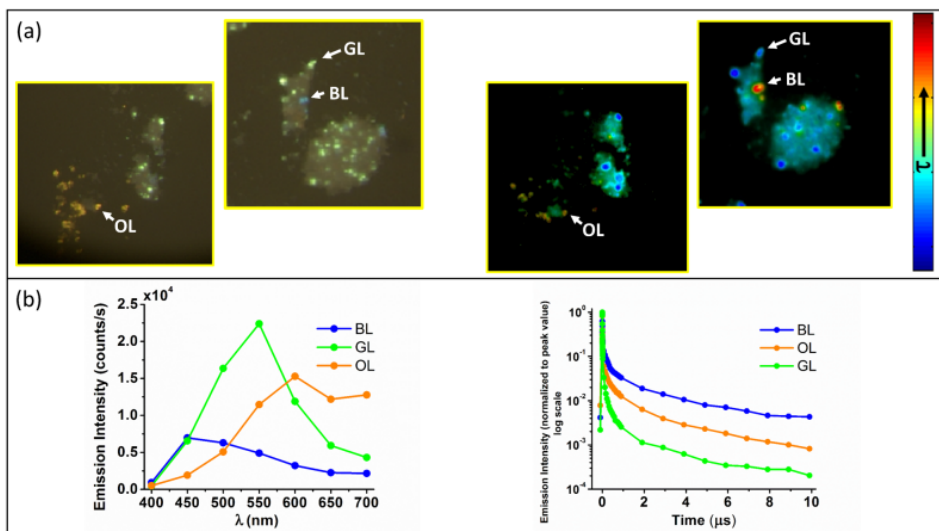 (a)
GL
BL
OL
GL
BL
OL
τ
(b)
x10⁴
2.5
2.0
1.5
1.0
0.5
0.0
400 450 500 550 600 650 700
λ (nm)
Emission Intensity (counts/s)
BL
GL
OL
10⁰
10⁻¹
10⁻²
10⁻³
10⁻⁴
0 2 4 6 8 10
Time (μs)
Emission Intensity (normalized to peak value)
log scale
BL
OL
GL